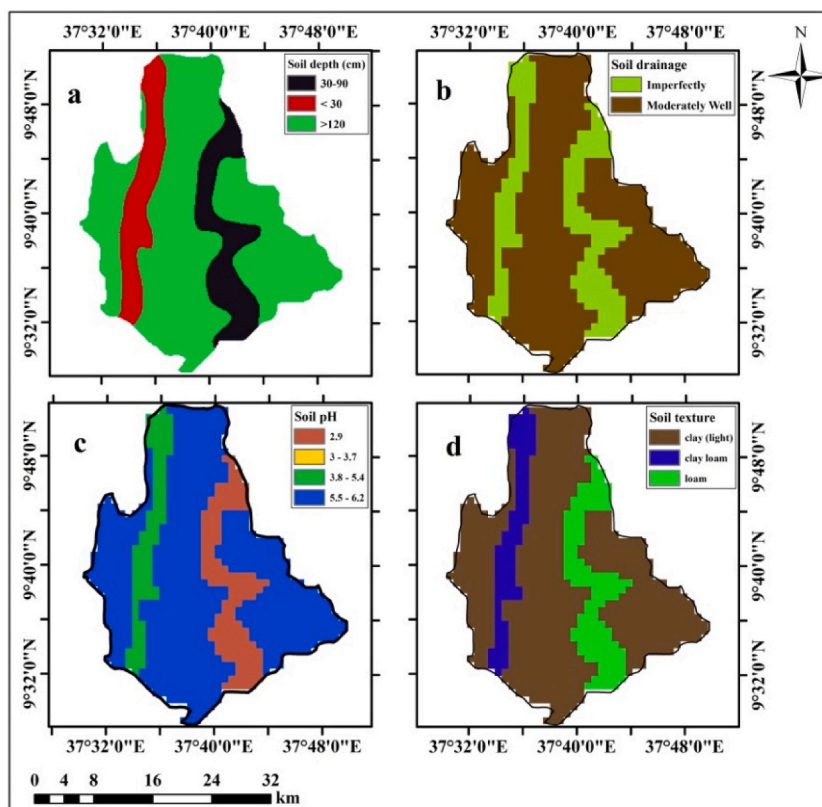 37°32'0"E 37°40'0"E 37°48'0"E
37°32'0"E 37°40'0"E 37°48'0"E
N
a
Soil depth (cm)
30-90
< 30
>120
b
Soil drainage
Imperfectly
Moderately Well
9°48'0"N
9°40'0"N
9°32'0"N
9°48'0"N
9°40'0"N
9°32'0"N
c
Soil pH
2.9
3 - 3.7
3.8 - 5.4
5.5 - 6.2
d
Soil texture
clay (light)
clay loam
loam
9°48'0"N
9°40'0"N
9°32'0"N
9°48'0"N
9°40'0"N
9°32'0"N
37°32'0"E 37°40'0"E 37°48'0"E
37°32'0"E 37°40'0"E 37°48'0"E
0 4 8 16 24 32
km